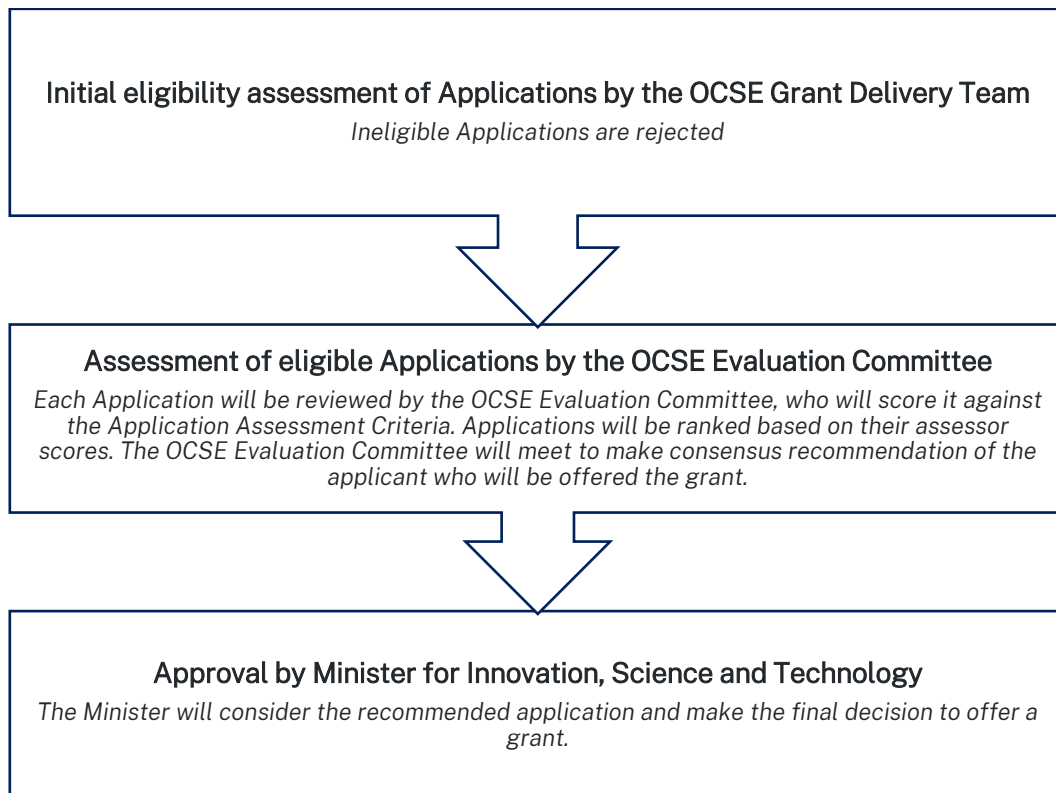 Initial eligibility assessment of Applications by the OCSE Grant Delivery Team
Ineligible Applications are rejected
Assessment of eligible Applications by the OCSE Evaluation Committee
Each Application will be reviewed by the OCSE Evaluation Committee, who will score it against
the Application Assessment Criteria. Applications will be ranked based on their assessor
scores. The OCSE Evaluation Committee will meet to make consensus recommendation of the
applicant who will be offered the grant.
Approval by Minister for Innovation, Science and Technology
The Minister will consider the recommended application and make the final decision to offer a
grant.